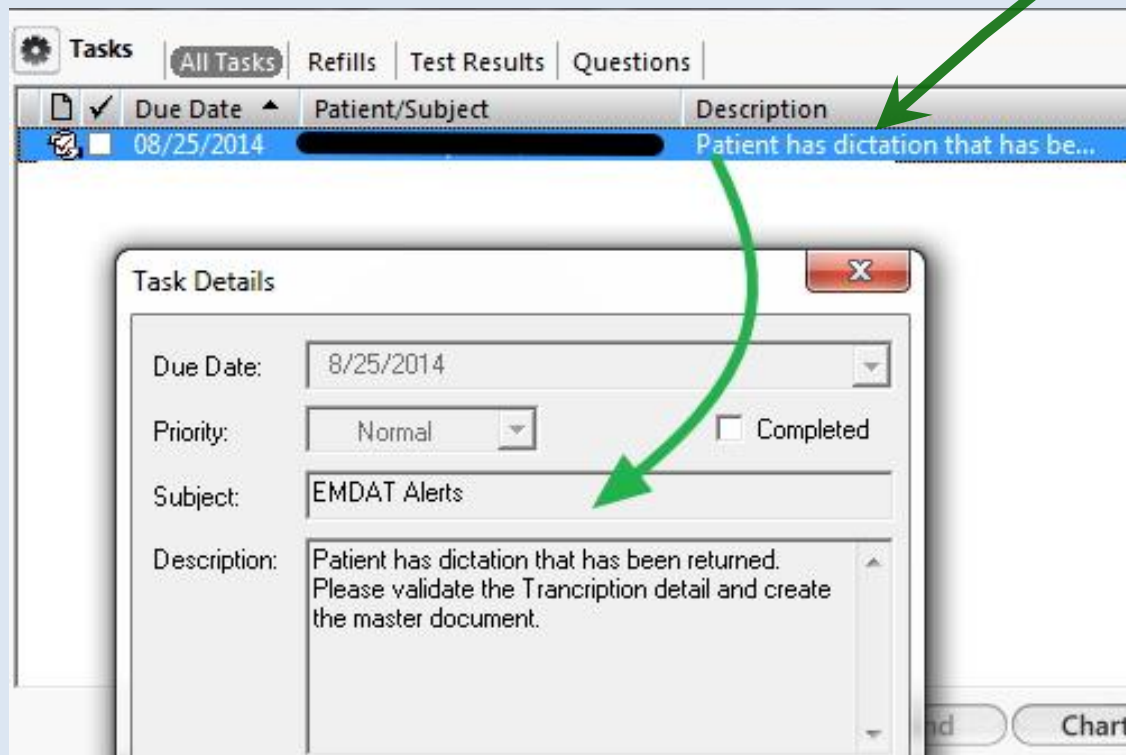 Tasks All Tasks Refills Test Results Questions
Due Date Patient/Subject Description
08/25/2014 Patient has dictation that has be...
Task Details
Due Date: 8/25/2014
Priority: Normal Completed
Subject: EMDAT Alerts
Description: Patient has dictation that has been returned.
Please validate the Trancription detail and create
the master document.
Chart